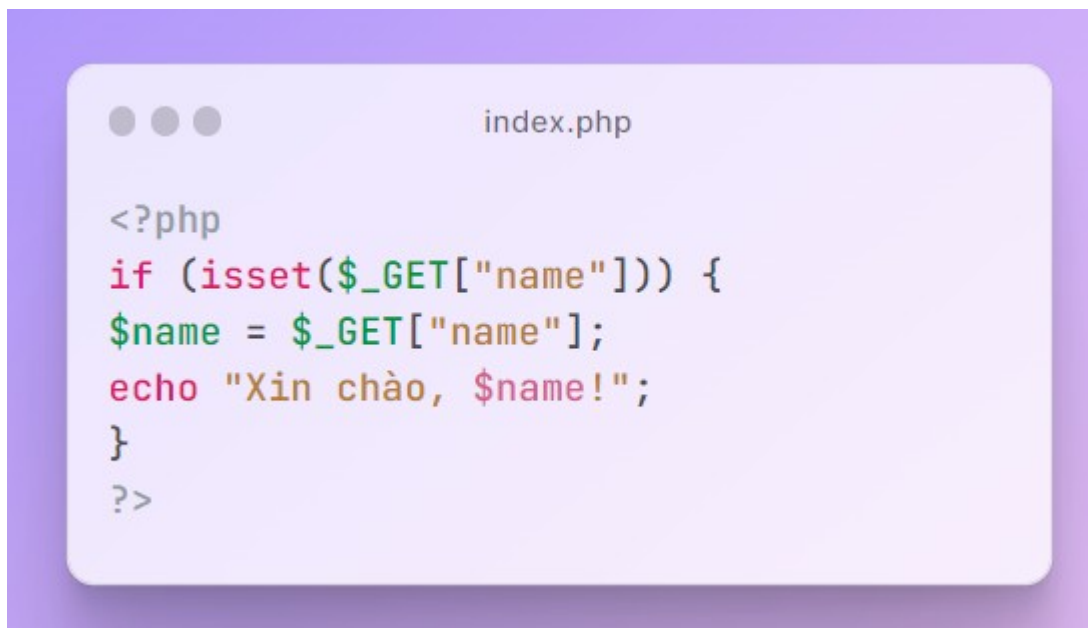 index.php
<?php
if (isset($_GET["name"])) {
$name = $_GET["name"];
echo "Xin chào, $name!";
}
?>